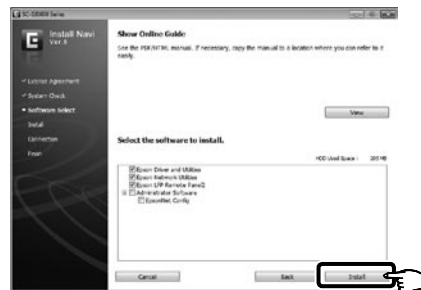 Install Navi
Ver.8
License Agreement
System Check
Software Select
Install
Connection
Finish
Show Online Guide
See the PDF/HTML manual. If necessary, copy the manual to a location where you can refer to it
easily.
View
Select the software to install.
HDD Used Space :
Epson Driver and Utilities
Epson Network Utilities
Epson LFP Remote Panel2
Administrator Software
EpsonNet Config
Cancel
Back
Install